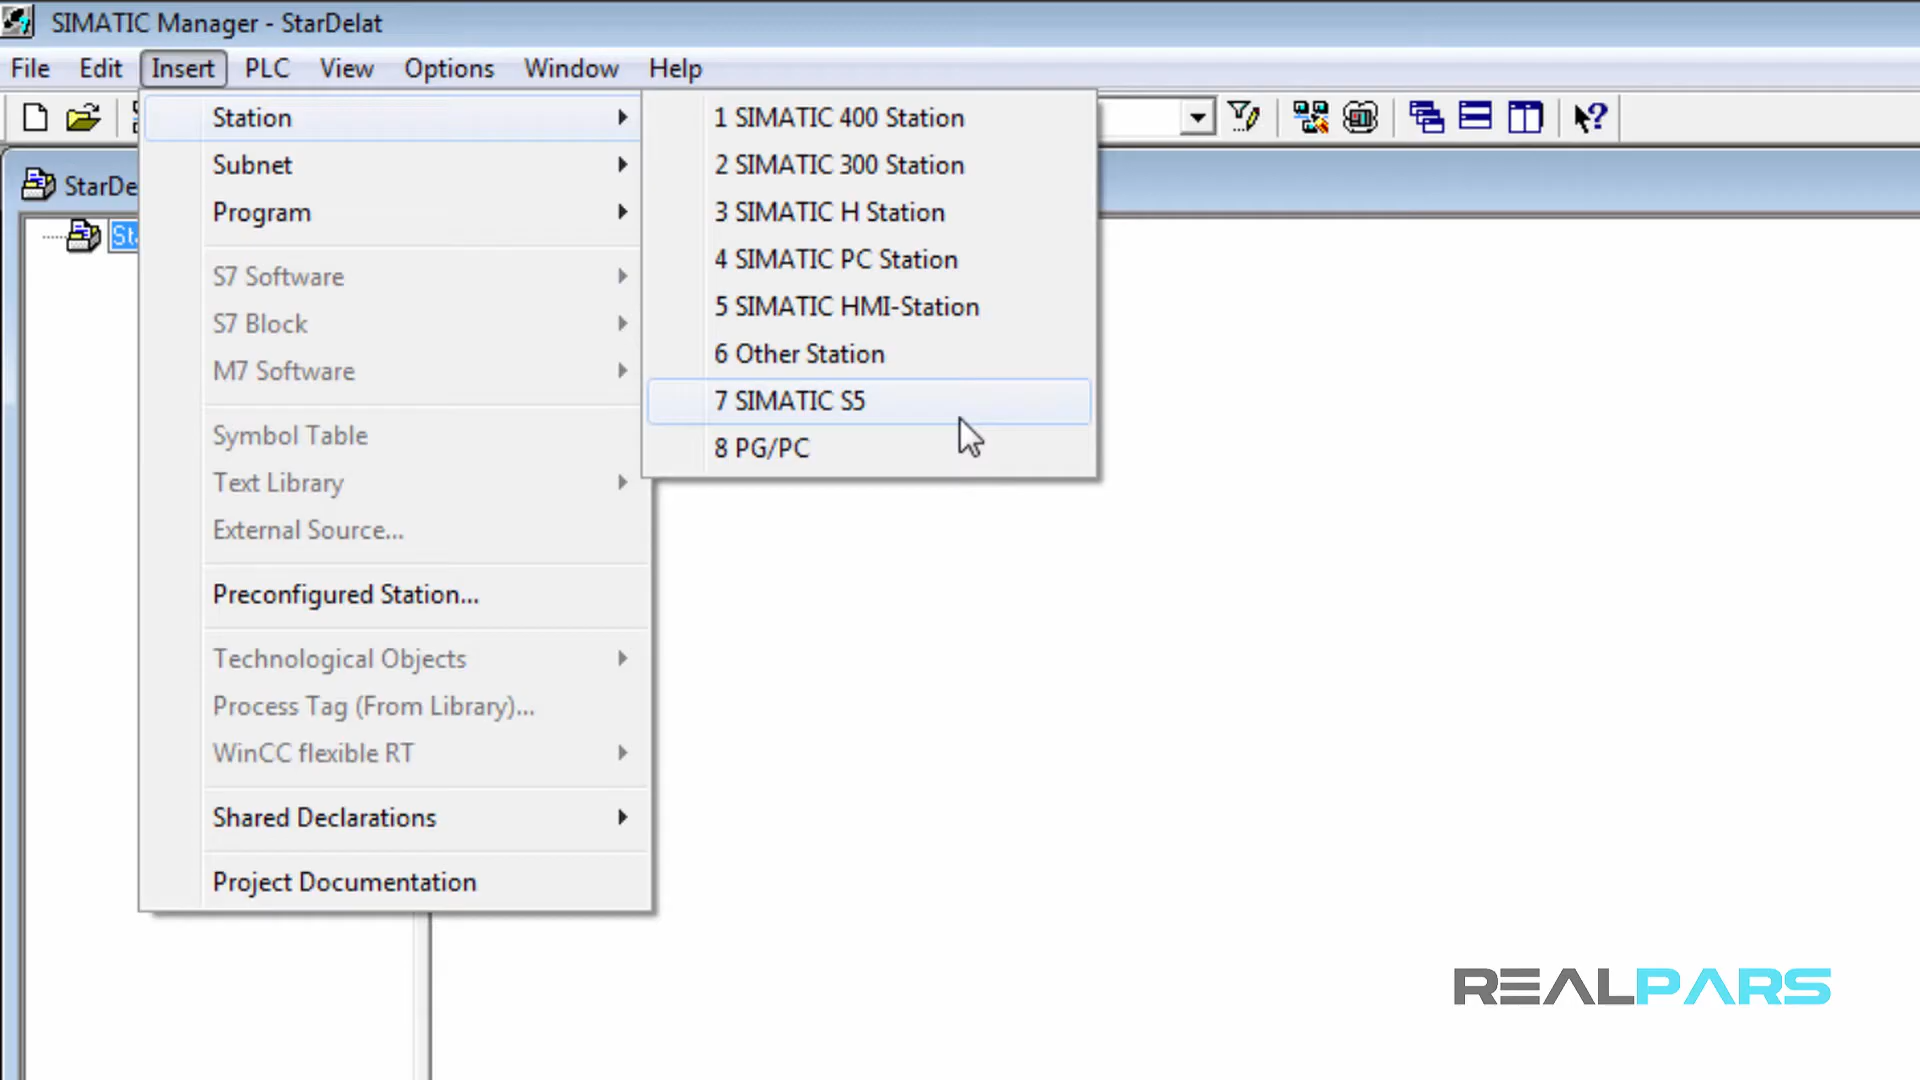 SIMATIC Manager - StarDelat
File Edit Insert PLC View Options Window Help
Station
Subnet
Program
S7 Software
S7 Block
M7 Software
Symbol Table
Text Library
External Source...
Preconfigured Station...
Technological Objects
Process Tag (From Library)...
WinCC flexible RT
Shared Declarations
Project Documentation
1 SIMATIC 400 Station
2 SIMATIC 300 Station
3 SIMATIC H Station
4 SIMATIC PC Station
5 SIMATIC HMI-Station
6 Other Station
7 SIMATIC S5
8 PG/PC
StarDe
St
REALPARS